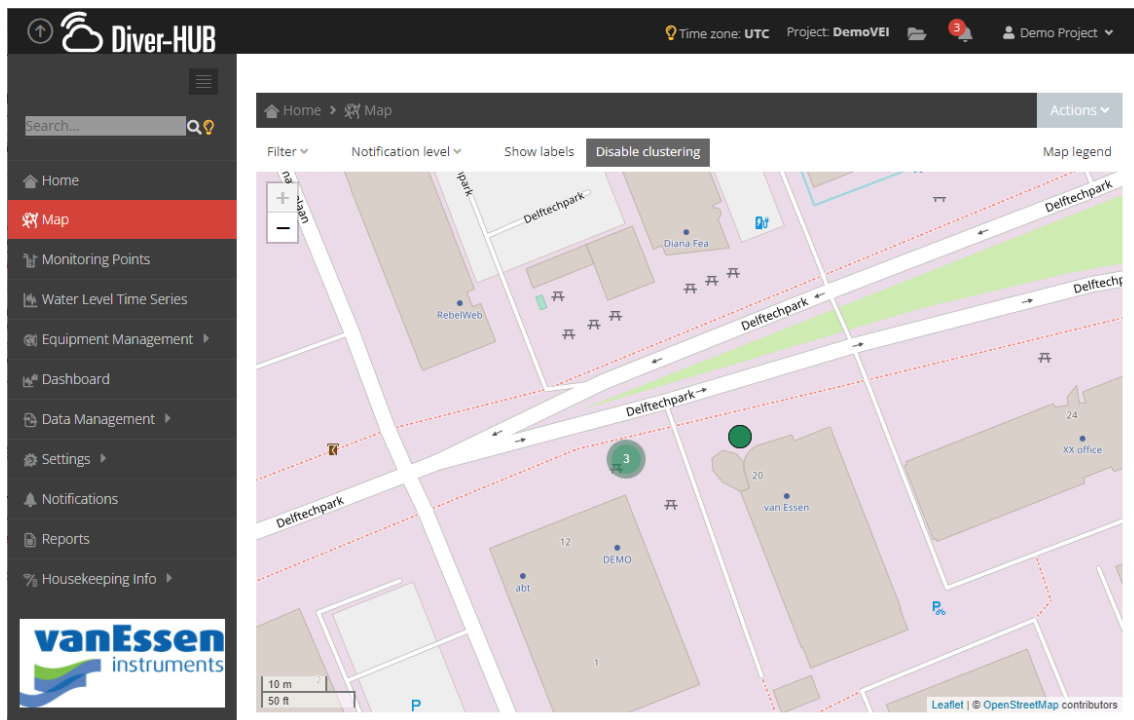 Diver-HUB
Time zone: UTC
Project: DemoVEI
3
Demo Project
Search...
Home
Map
Monitoring Points
Water Level Time Series
Equipment Management
Dashboard
Data Management
Settings
Notifications
Reports
Housekeeping Info
vanEssen
instruments
Home
Map
Actions
Filter
Notification level
Show labels
Disable clustering
Map legend
+
−
Delftechpark
Diana Fea
Delftechpark
RebelWeb
Delftechpark
Delftechpark
3
24
XX office
20
van Essen
Delftechpark
12
DEMO
abt
1
P
P
2
10 m
50 ft
Leaflet | © OpenStreetMap contributors